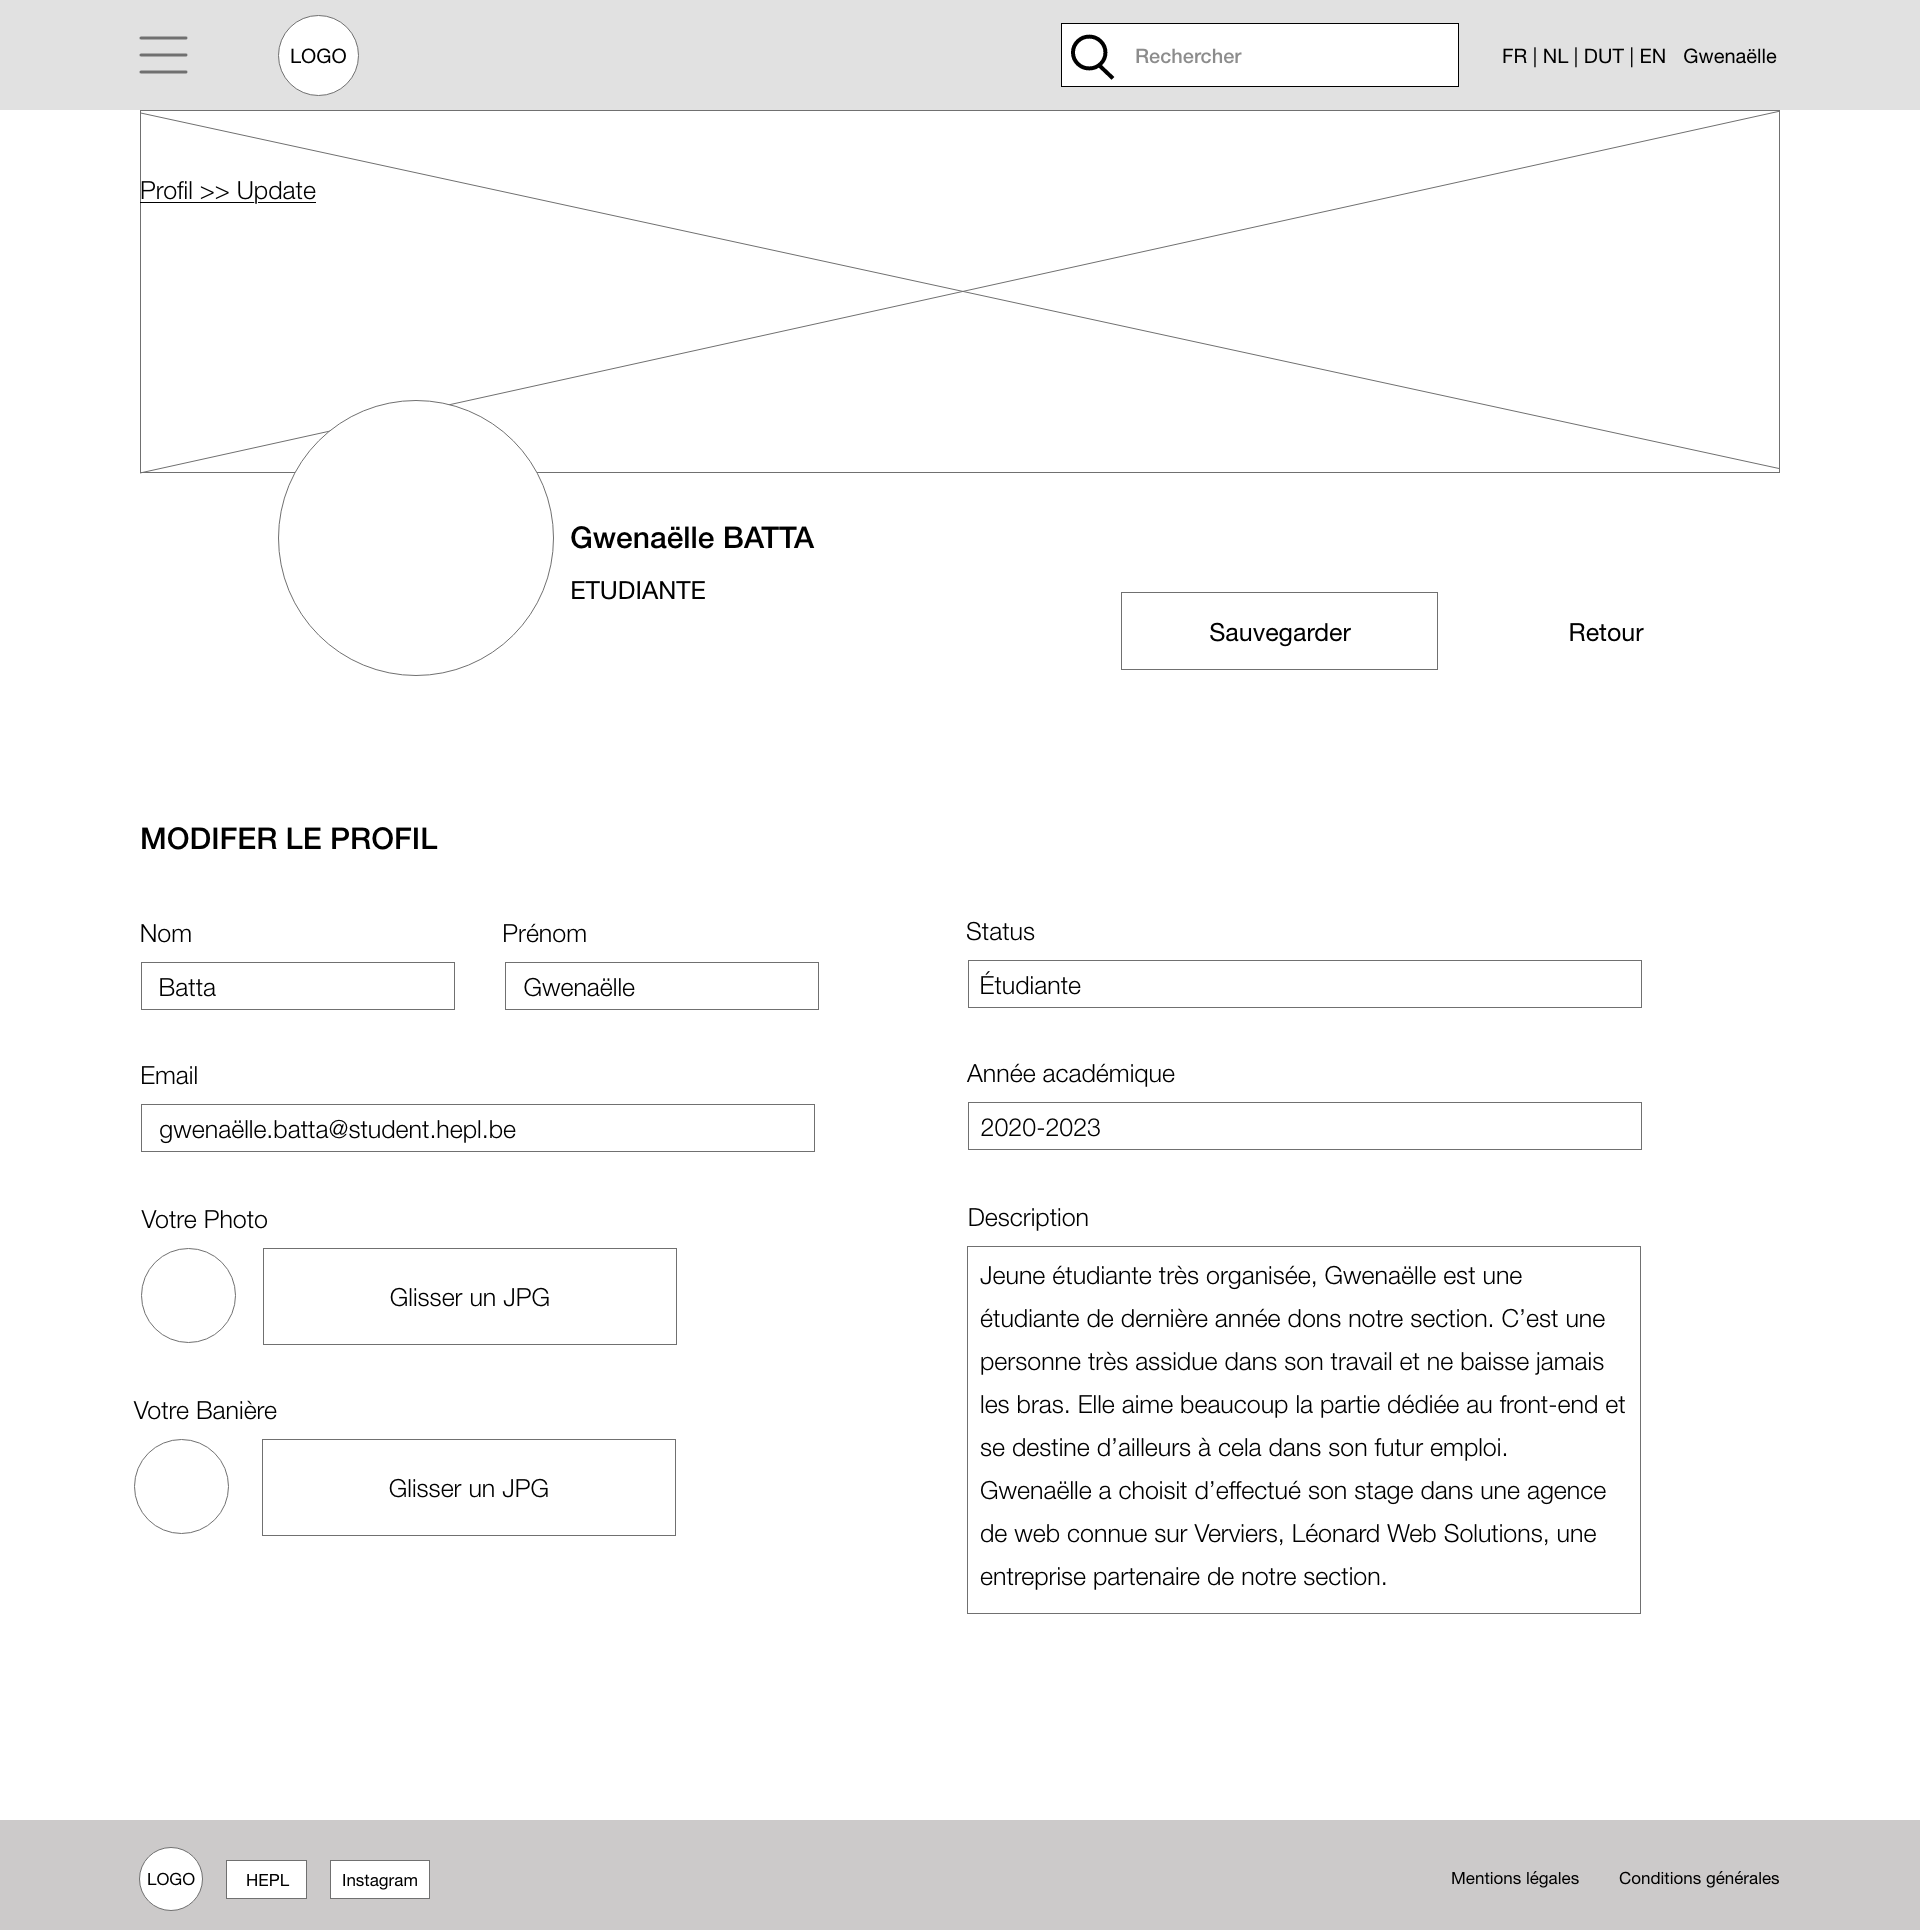 LOGO
Rechercher
FR | NL | DUT | EN Gwenaëlle
Profil >> Update
Gwenaëlle BATTA
ETUDIANTE
Sauvegarder
Retour
MODIFER LE PROFIL
Nom
Batta
Prénom
Gwenaëlle
Email
gwenaëlle.batta@student.hepl.be
Votre Photo
Glisser un JPG
Votre Banière
Glisser un JPG
Status
Étudiante
Année académique
2020-2023
Description
Jeune étudiante très organisée, Gwenaëlle est une
étudiante de dernière année dons notre section. C’est une
personne très assidue dans son travail et ne baisse jamais
les bras. Elle aime beaucoup la partie dédiée au front-end et
se destine d’ailleurs à cela dans son futur emploi.
Gwenaëlle a choisit d’effectué son stage dans une agence
de web connue sur Verviers, Léonard Web Solutions, une
entreprise partenaire de notre section.
LOGO
HEPL
Instagram
Mentions légales
Conditions générales